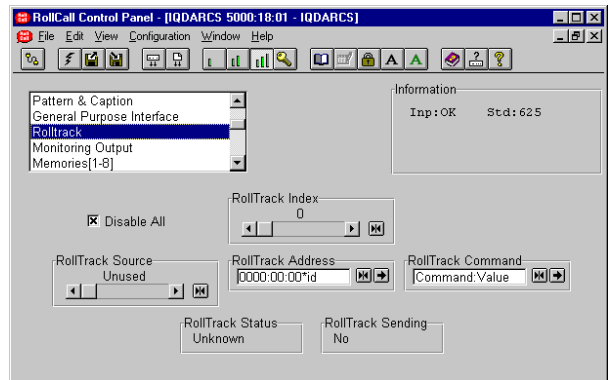 RollCall Control Panel - [IQDARCS 5000:18:01 - IQDARCS]
File Edit View Configuration Window Help
A A
Pattern & Caption
General Purpose Interface
Rolltrack
Monitoring Output
Memories[1-8]
Information
Inp:OK Std:625
Disable All
RollTrack Index
0
RollTrack Source
Unused
RollTrack Address
0000:00:00*id
RollTrack Command
Command:Value
RollTrack Status
Unknown
RollTrack Sending
No